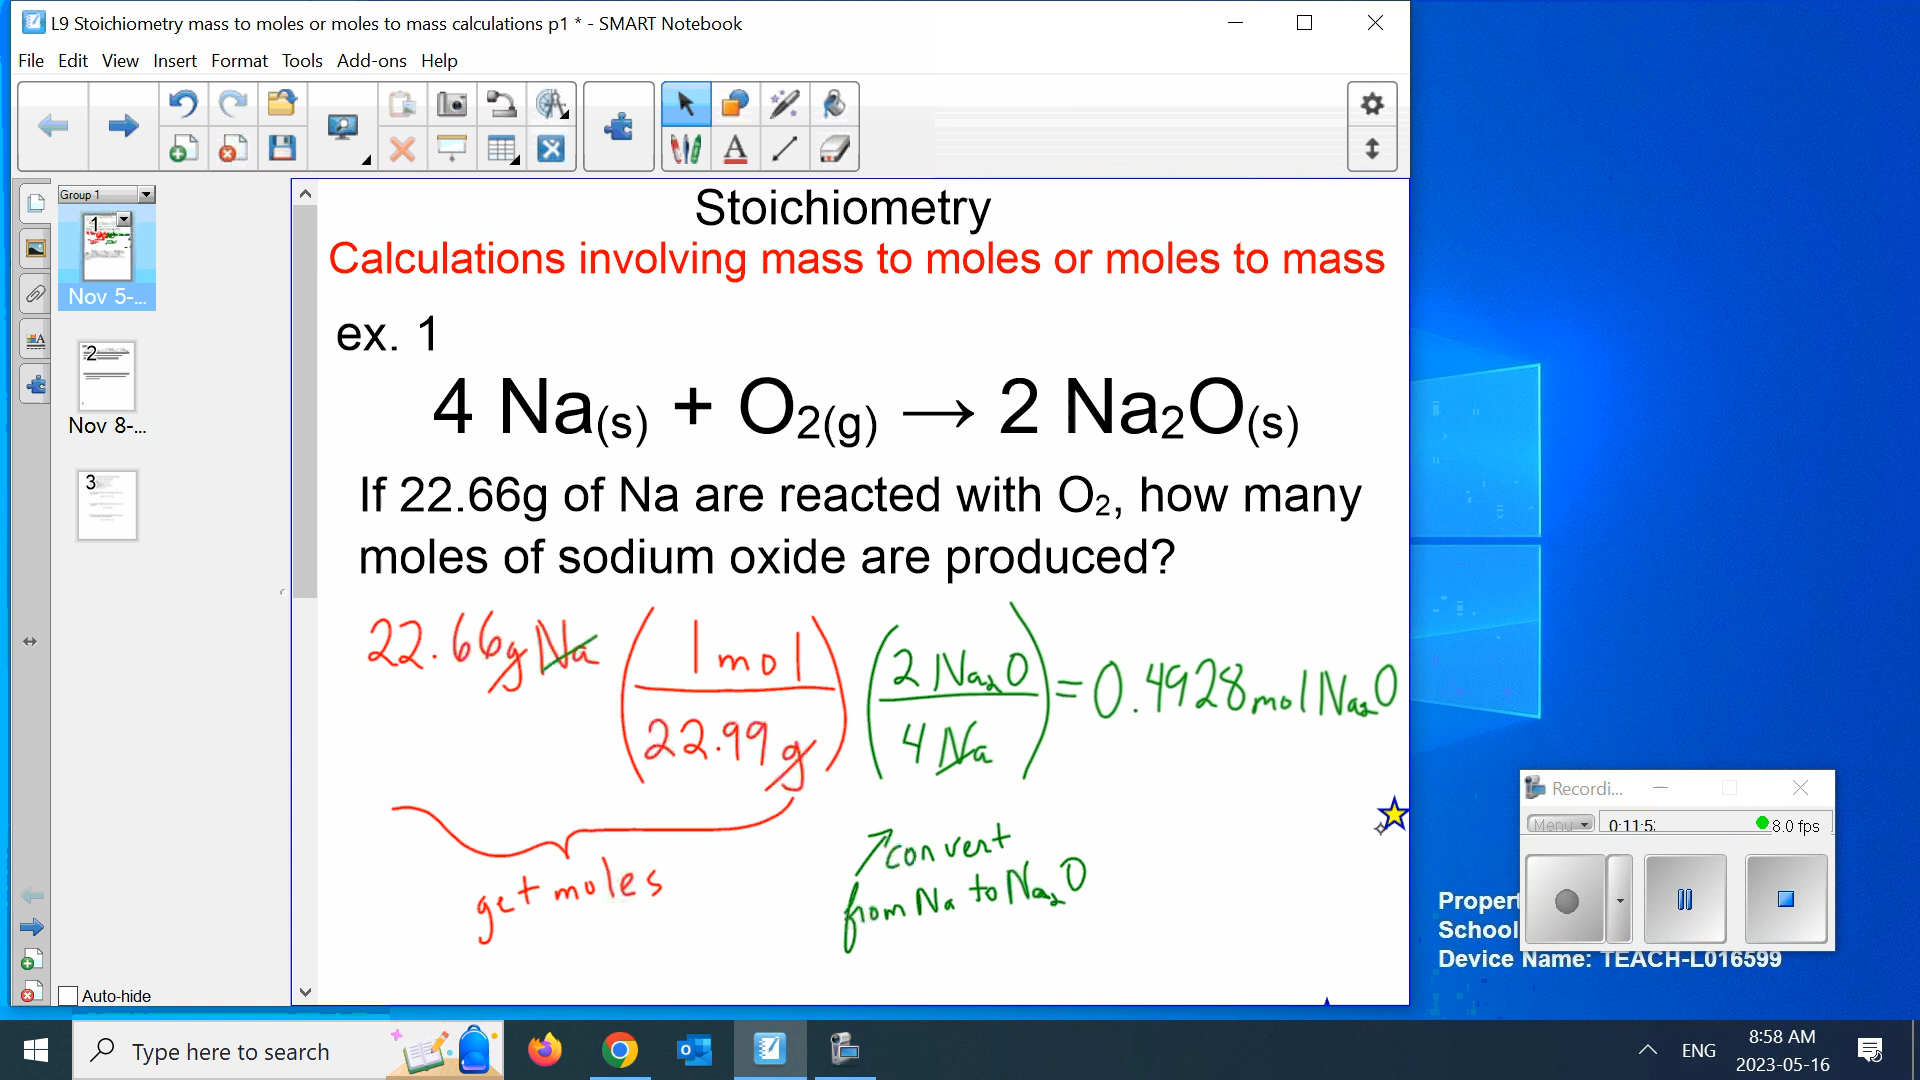 L9 Stoichiometry mass to moles or moles to mass calculations p1 * - SMART Notebook
File Edit View Insert Format Tools Add-ons Help
Group 1
1
Nov 5-...
2
Nov 8-...
3
Auto-hide
Stoichiometry
Calculations involving mass to moles or moles to mass
ex. 1
4 Na(s) + O2(g) → 2 Na2O(s)
If 22.66g of Na are reacted with O2, how many
moles of sodium oxide are produced?
22.66g Na (1 mol / 22.99 g) (2 Na2O / 4 Na) = 0.4928 mol Na2O
get moles
convert
from Na to Na2O
Recordi...
Menu 0:11:5 8.0 fps
Propert
School
Device Name: TEACH-L016599
Type here to search
ENG
8:58 AM
2023-05-16